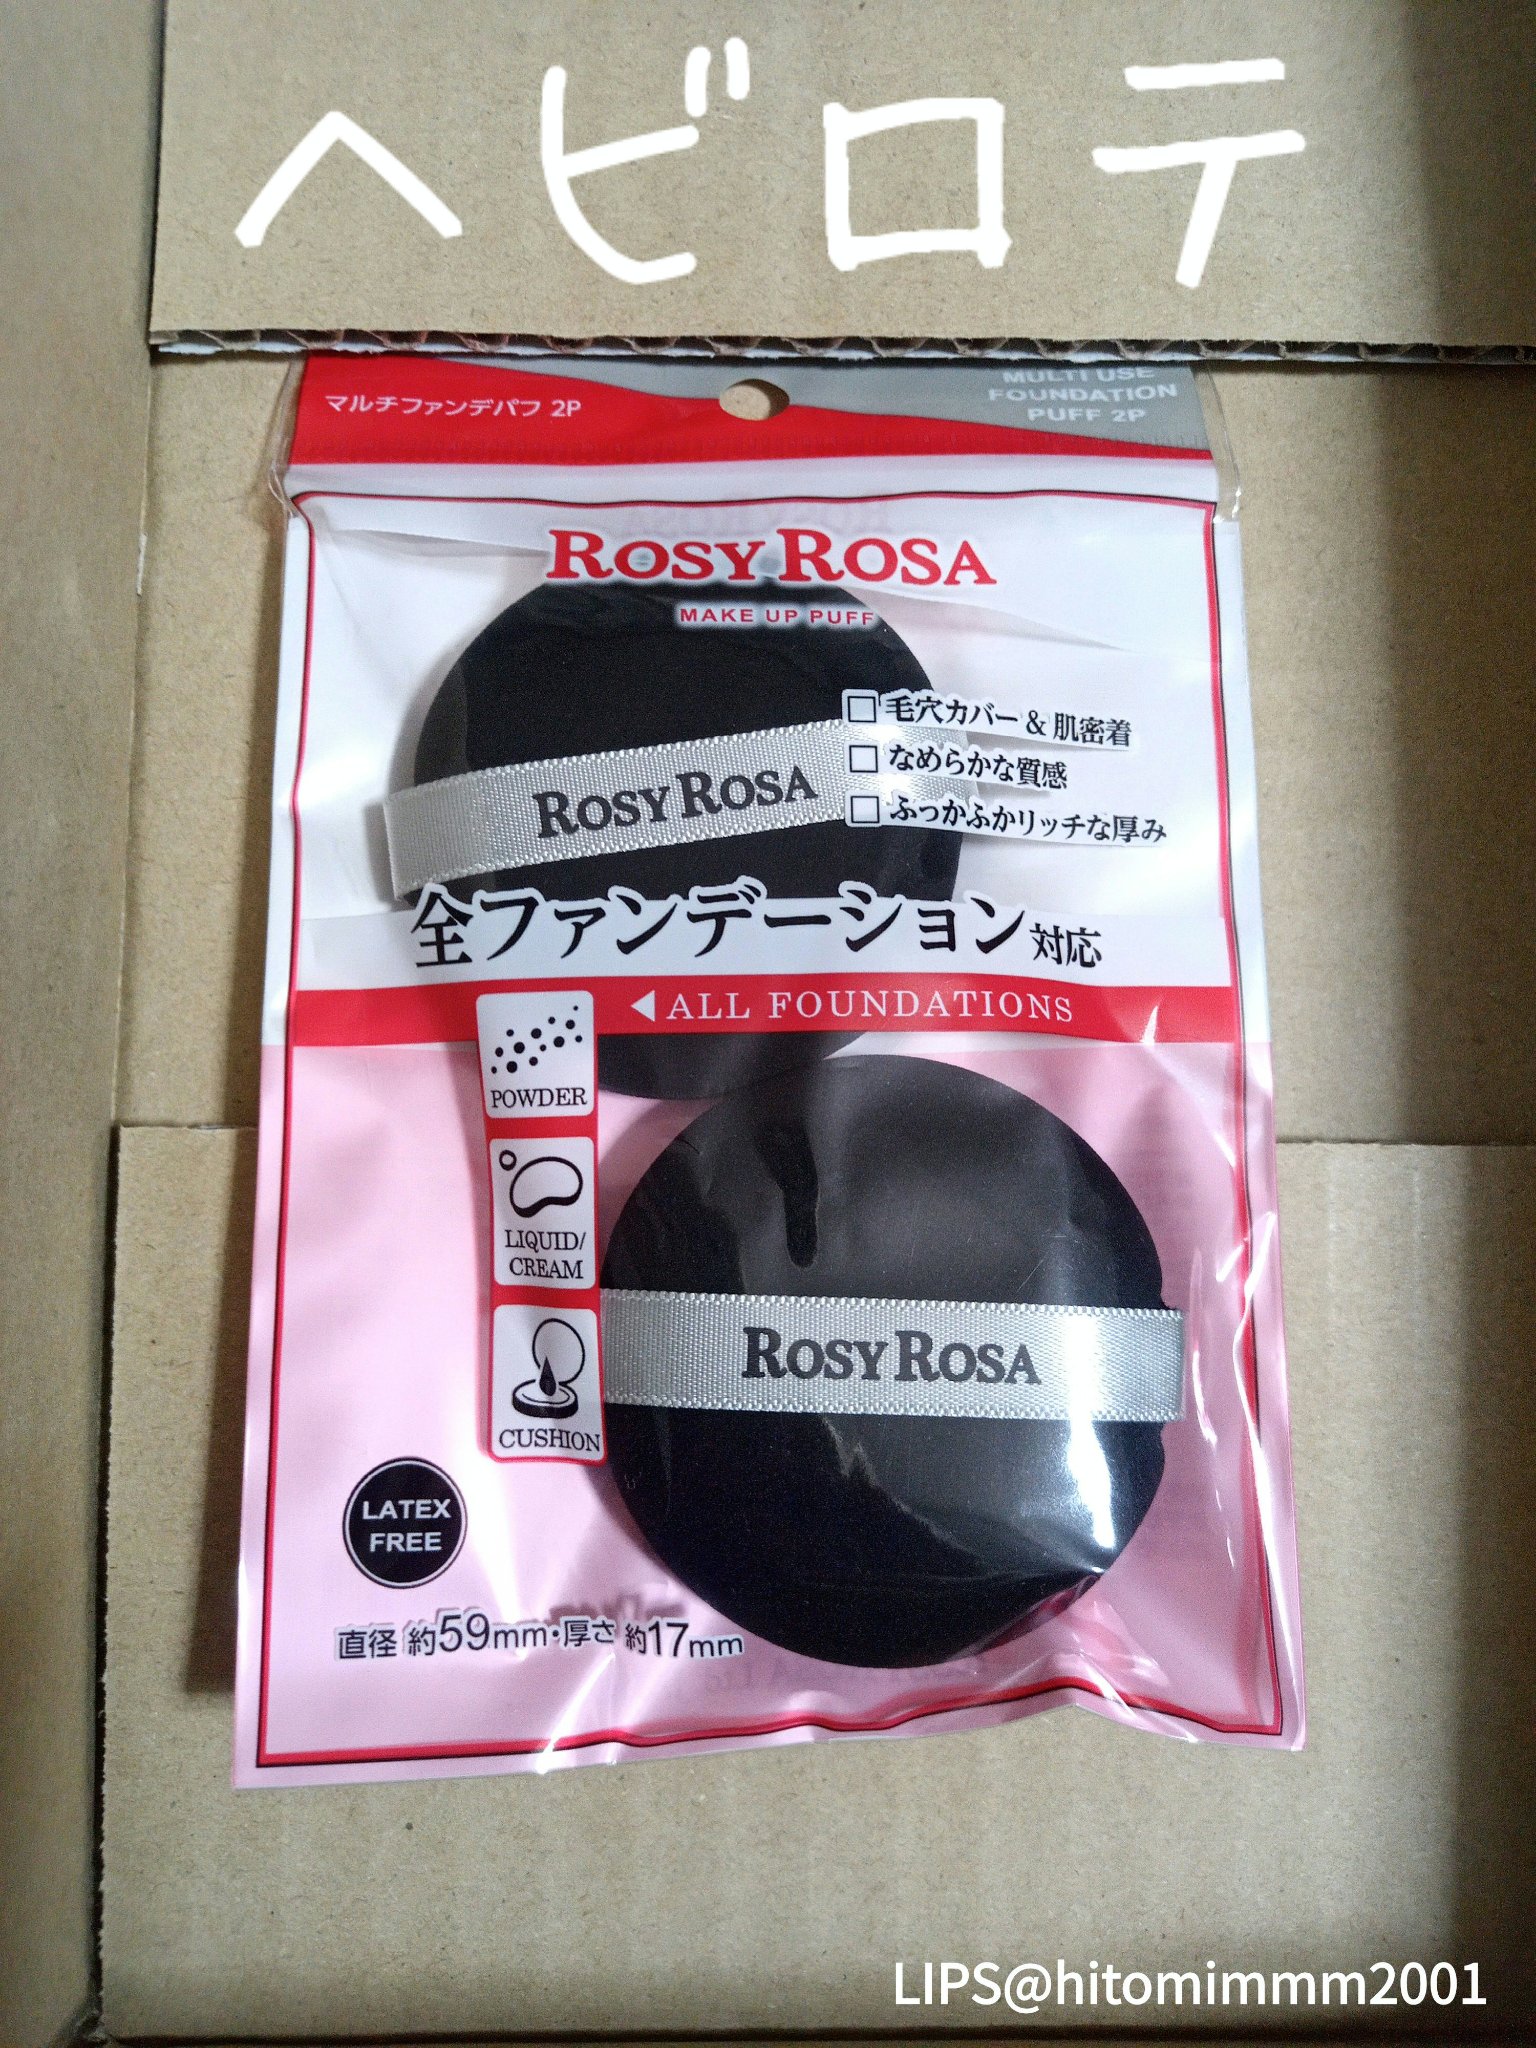 ヘビロテ
マルチファンデパフ 2P
MULTI USE
FOUNDATION
PUFF 2P
ROSY ROSA
MAKE UP PUFF
□毛穴カバー&肌密着
□なめらかな質感
□ふっかふかリッチな厚み
ROSY ROSA
全ファンデーション対応
◀ALL FOUNDATIONS
POWDER
LIQUID/
CREAM
CUSHION
ROSY ROSA
LATEX
FREE
直径 約59mm・厚さ 約17mm
LIPS@hitomimmm2001